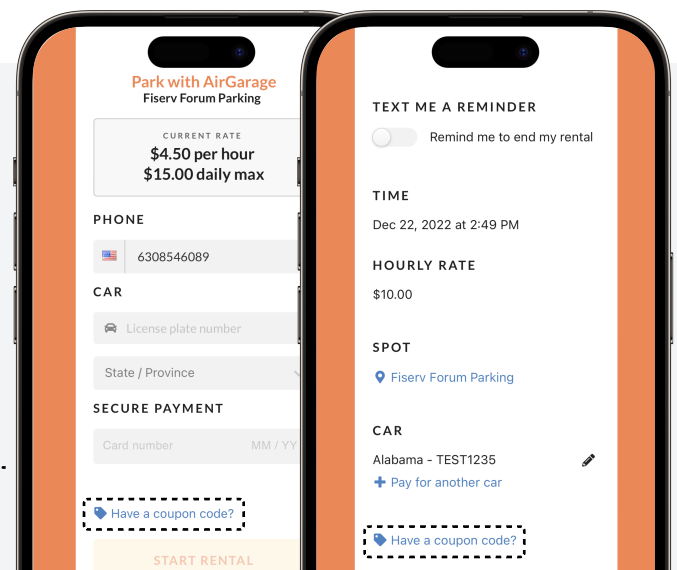 Park with AirGarage
Fiserv Forum Parking
CURRENT RATE
$4.50 per hour
$15.00 daily max
PHONE
6308546089
CAR
License plate number
State / Province
SECURE PAYMENT
Card number MM / YY
Have a coupon code?
START RENTAL
TEXT ME A REMINDER
Remind me to end my rental
TIME
Dec 22, 2022 at 2:49 PM
HOURLY RATE
$10.00
SPOT
Fiserv Forum Parking
CAR
Alabama - TEST1235
Pay for another car
Have a coupon code?